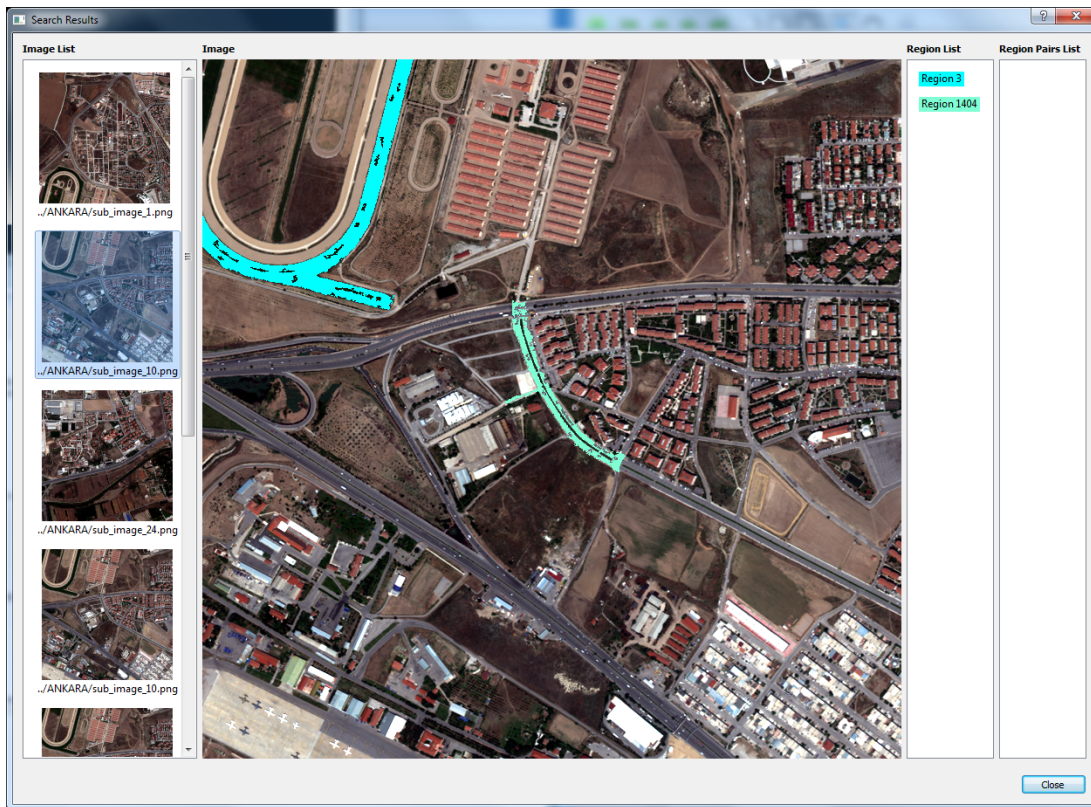 Search Results
Image List
Image
Region List
Region Pairs List
Region 3
Region 1404
../ANKARA/sub_image_1.png
../ANKARA/sub_image_10.png
../ANKARA/sub_image_24.png
../ANKARA/sub_image_10.png
Close